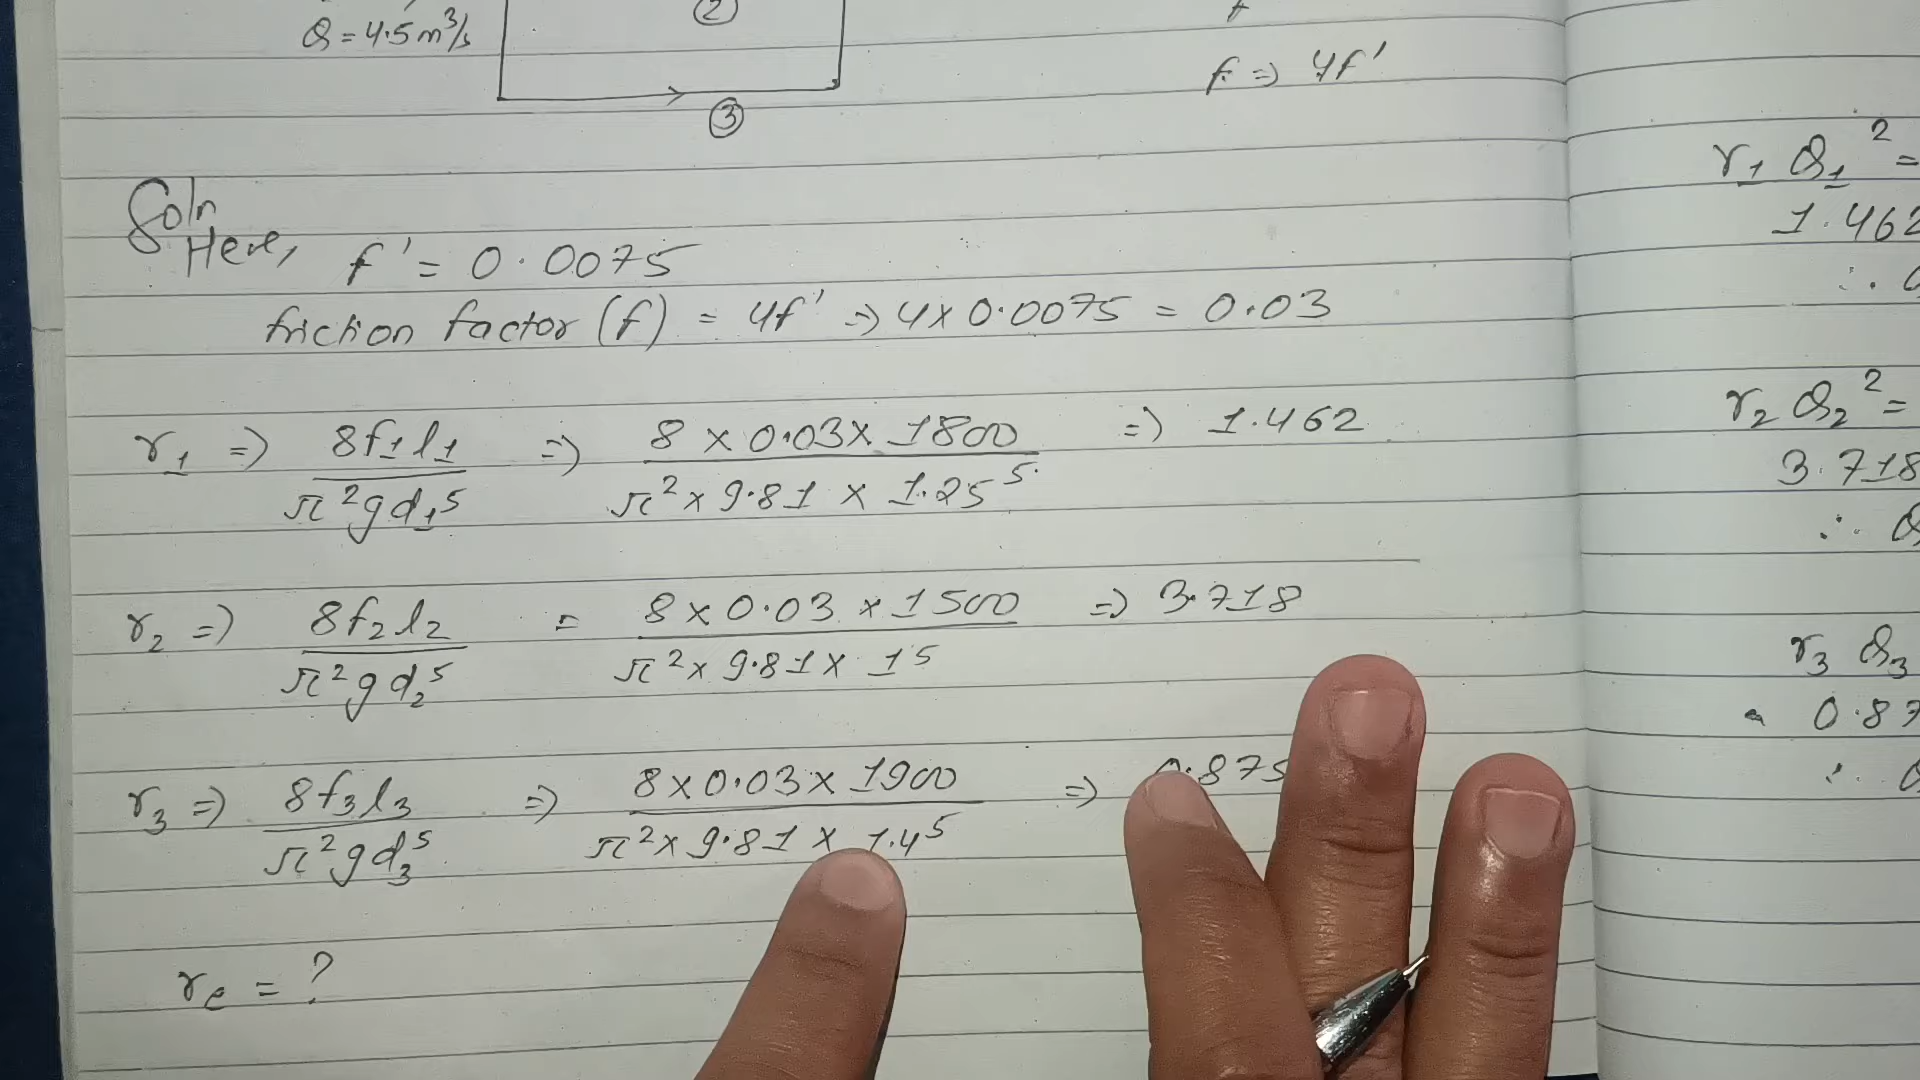 Q = 4.5 m³/s
②
f => 4f'
③
Soln
Here, f' = 0.0075
friction factor (f) = 4f' => 4 x 0.0075 = 0.03
r₁ => 8f₁l₁ / π²gd₁⁵ => 8 x 0.03 x 1800 / π² x 9.81 x 1.25⁵ => 1.462
r₂ => 8f₂l₂ / π²gd₂⁵ = 8 x 0.03 x 1500 / π² x 9.81 x 1⁵ => 3.718
r₃ => 8f₃l₃ / π²gd₃⁵ => 8 x 0.03 x 1900 / π² x 9.81 x 1.4⁵ => 0.875
rₑ = ?
r₁ Q₁² =
1.462
∴
r₂ Q₂² =
3.718
∴
r₃ Q₃
0.87
∴